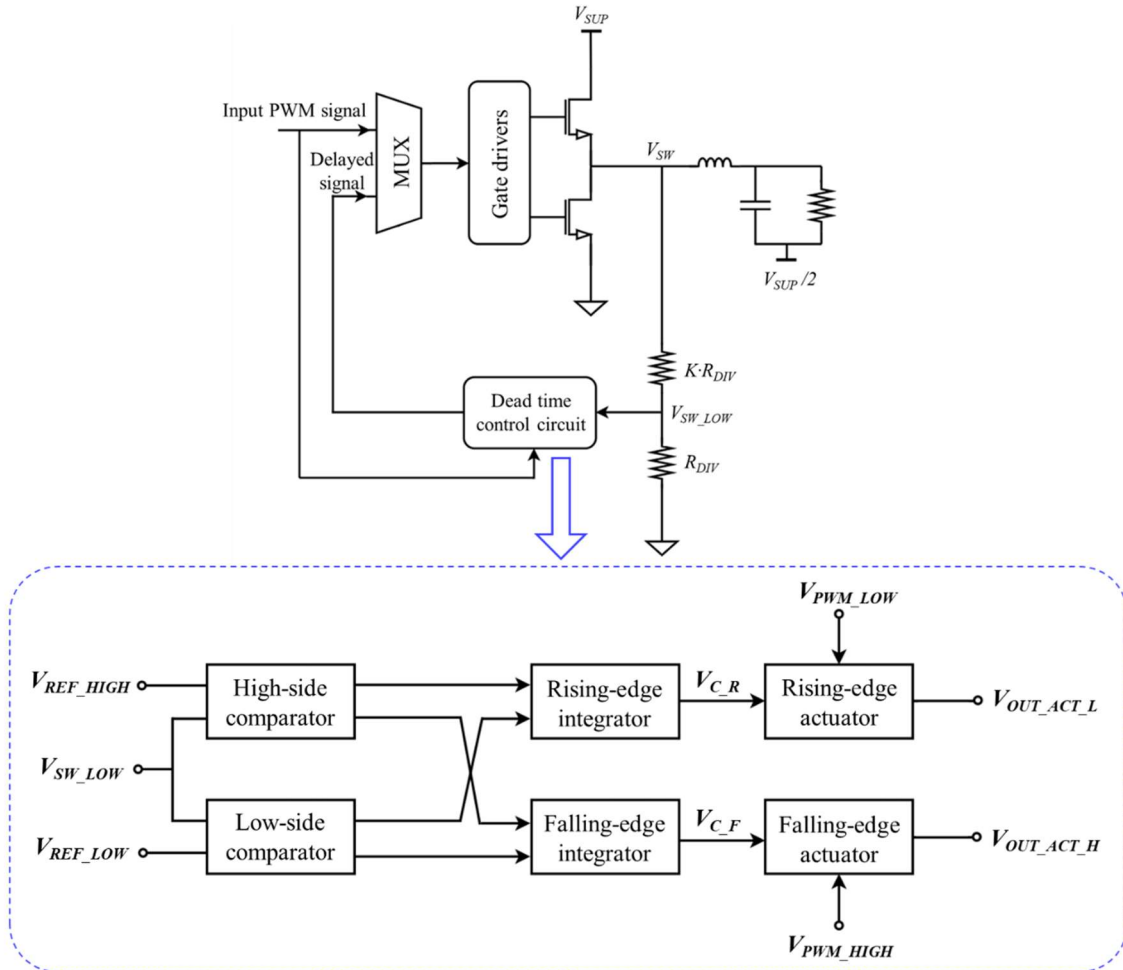 V_SUP
Input PWM signal
Delayed
signal
MUX
Gate drivers
V_SW
V_SUP /2
K·R_DIV
Dead time
control circuit
V_SW_LOW
R_DIV
V_PWM_LOW
V_REF_HIGH
High-side
comparator
Rising-edge
integrator
V_C_R
Rising-edge
actuator
V_OUT_ACT_L
V_SW_LOW
V_REF_LOW
Low-side
comparator
Falling-edge
integrator
V_C_F
Falling-edge
actuator
V_OUT_ACT_H
V_PWM_HIGH